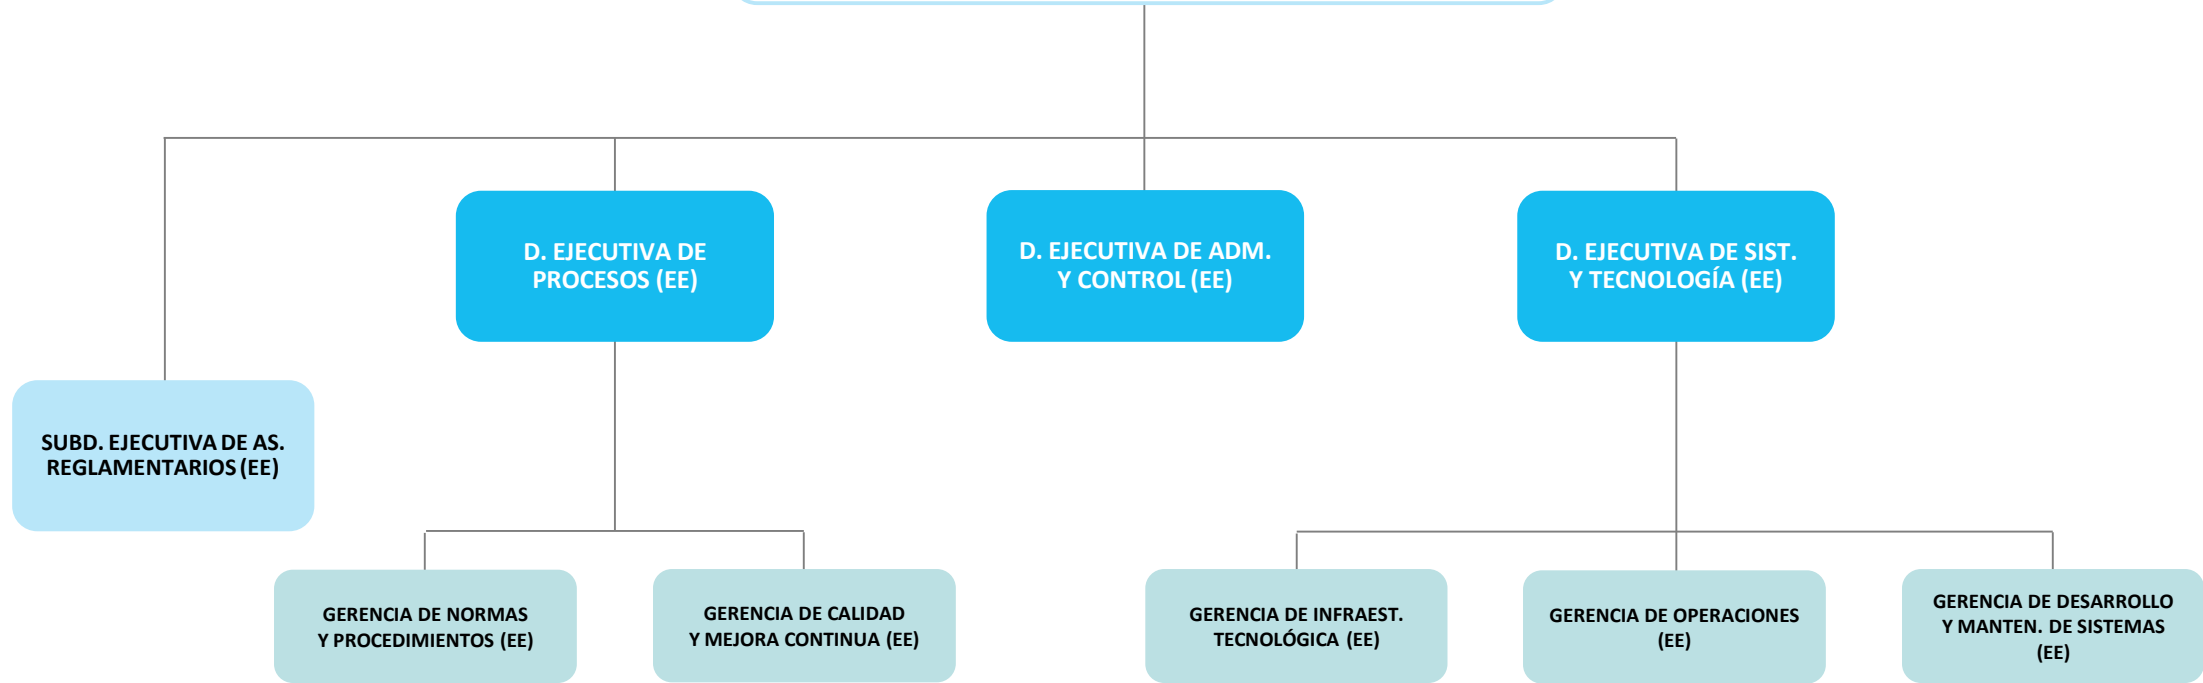 D. EJECUTIVA DE
PROCESOS (EE)
D. EJECUTIVA DE ADM.
Y CONTROL (EE)
D. EJECUTIVA DE SIST.
Y TECNOLOGÍA (EE)
SUBD. EJECUTIVA DE AS.
REGLAMENTARIOS (EE)
GERENCIA DE NORMAS
Y PROCEDIMIENTOS (EE)
GERENCIA DE CALIDAD
Y MEJORA CONTINUA (EE)
GERENCIA DE INFRAEST.
TECNOLÓGICA (EE)
GERENCIA DE OPERACIONES
(EE)
GERENCIA DE DESARROLLO
Y MANTEN. DE SISTEMAS
(EE)